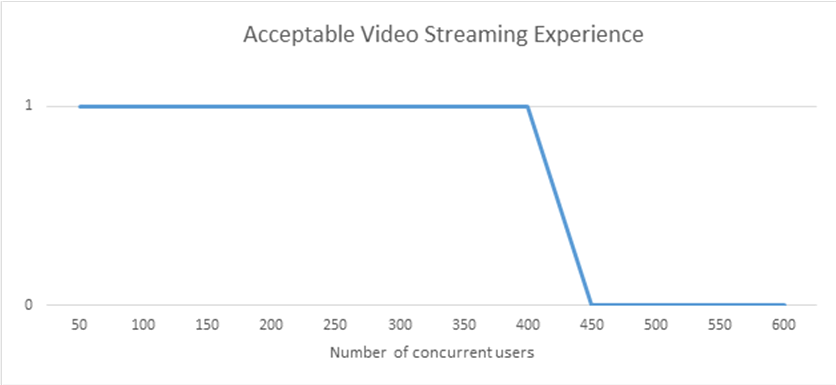 Acceptable Video Streaming Experience
1
0
50 100 150 200 250 300 350 400 450 500 550 600
Number of concurrent users